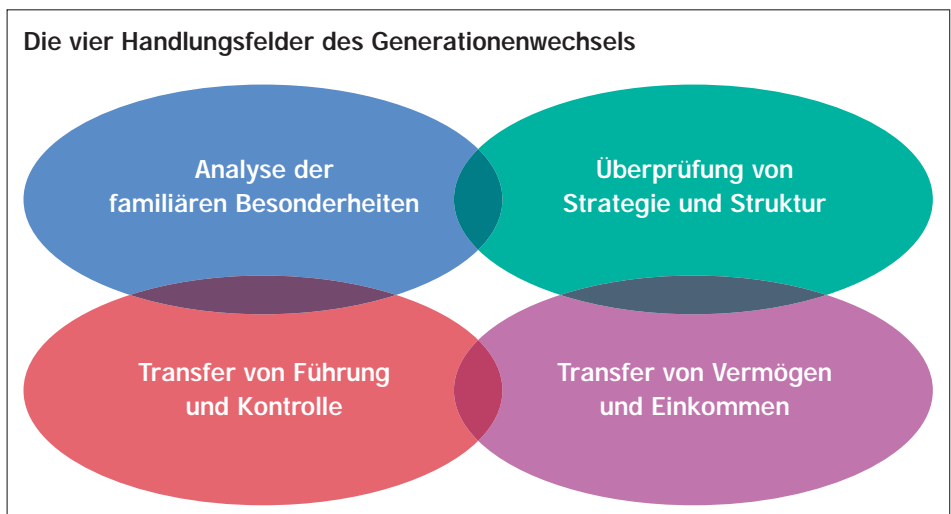 Die vier Handlungsfelder des Generationenwechsels
Analyse der
familiären Besonderheiten
Überprüfung von
Strategie und Struktur
Transfer von Führung
und Kontrolle
Transfer von Vermögen
und Einkommen